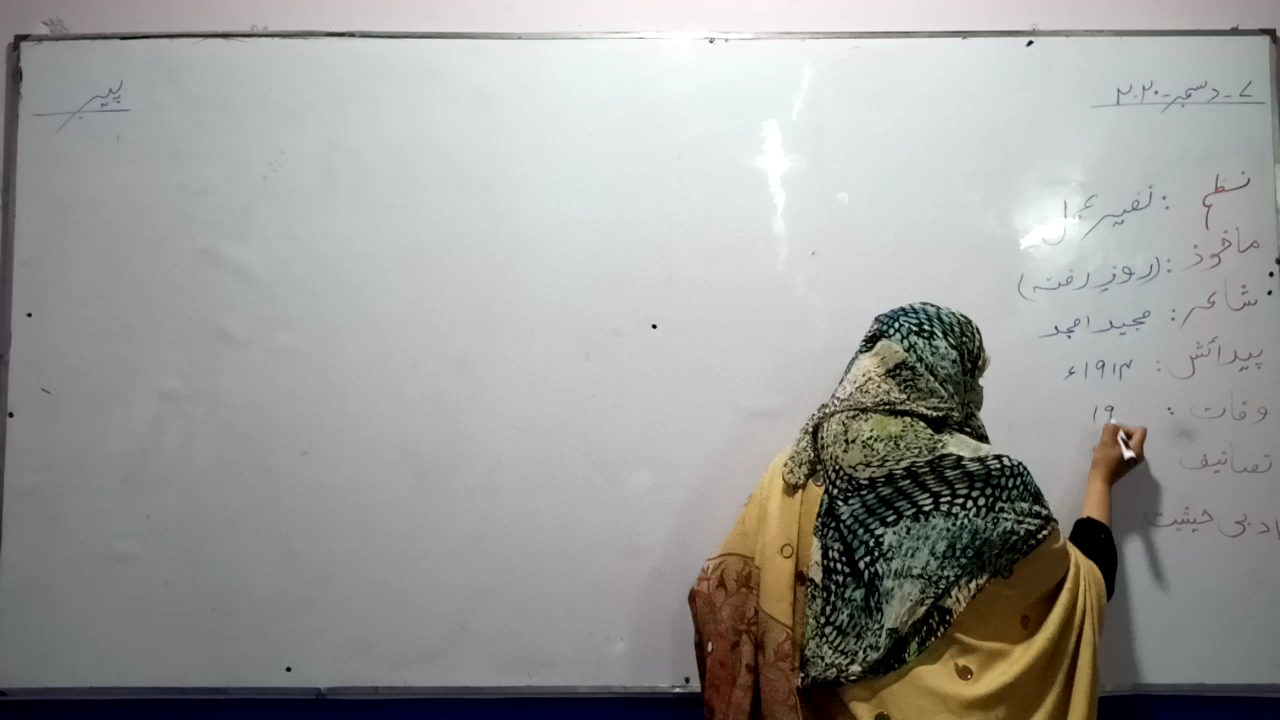 ۷۔دسمبر۔۲۰۲۰
پیر
نظم : نفیرِ عمل
ماخوذ : (روزِ رفتہ)
شاعر : مجید امجد
پیدائش : ۱۹۱۴ء
وفات : ۱۹
تصانیف
ادبی حیثیت